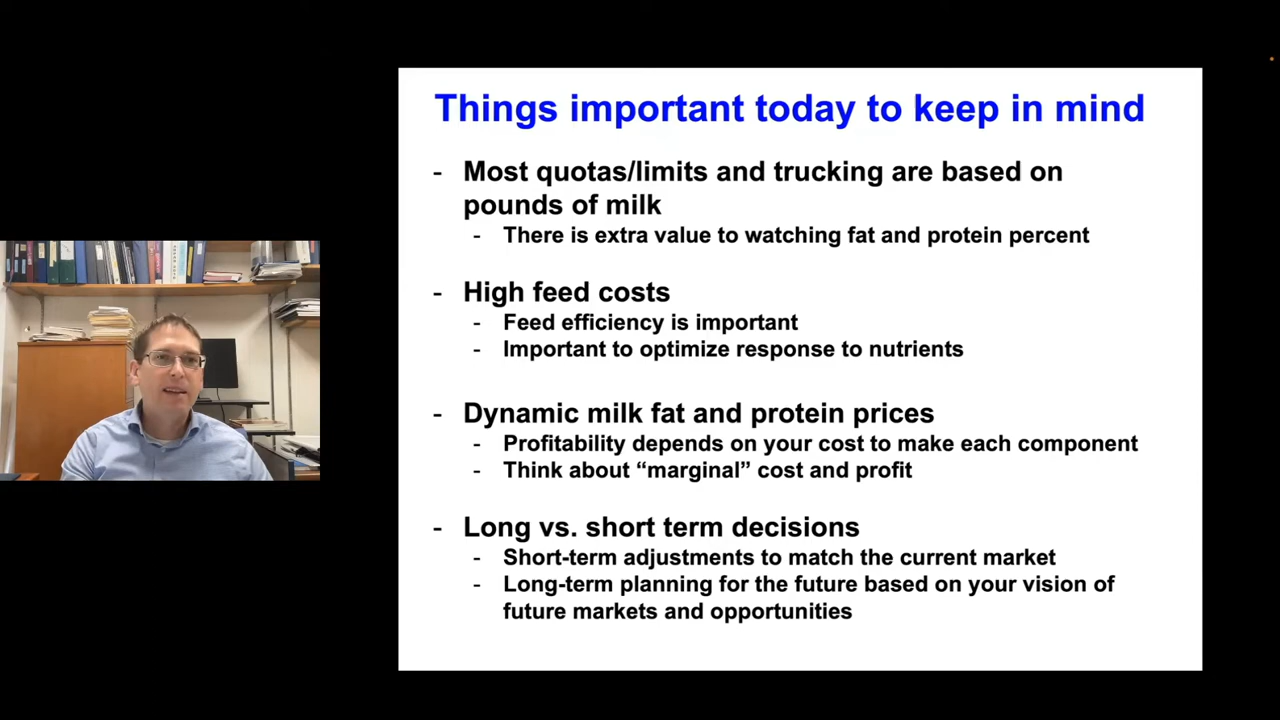 Things important today to keep in mind
- Most quotas/limits and trucking are based on
pounds of milk
- There is extra value to watching fat and protein percent
- High feed costs
- Feed efficiency is important
- Important to optimize response to nutrients
- Dynamic milk fat and protein prices
- Profitability depends on your cost to make each component
- Think about “marginal” cost and profit
- Long vs. short term decisions
- Short-term adjustments to match the current market
- Long-term planning for the future based on your vision of
future markets and opportunities